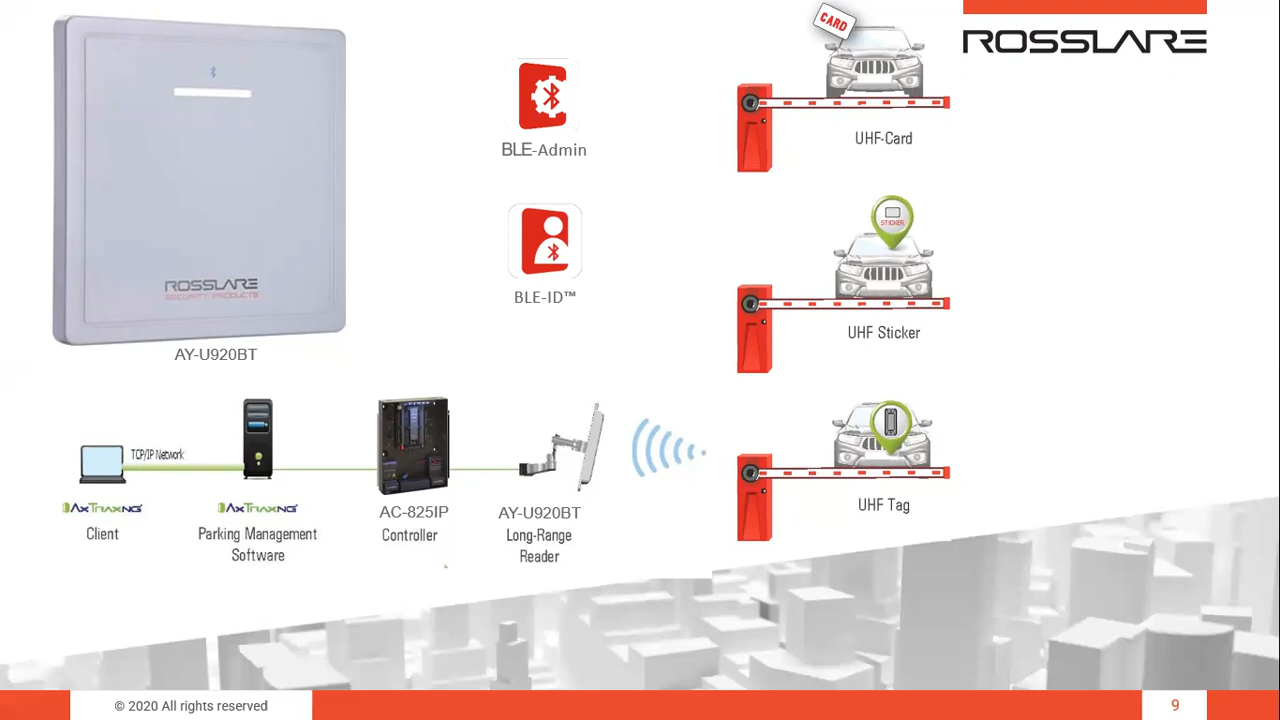 CARD
ROSSLARE
UHF-Card
BLE-Admin
STICKER
BLE-ID™
ROSSLARE
SECURITY PRODUCTS
UHF Sticker
AY-U920BT
TCP/IP Network
AxTraxNG
AxTraxNG
Client
Parking Management
Software
AC-825IP
Controller
AY-U920BT
Long-Range
Reader
UHF Tag
© 2020 All rights reserved
9